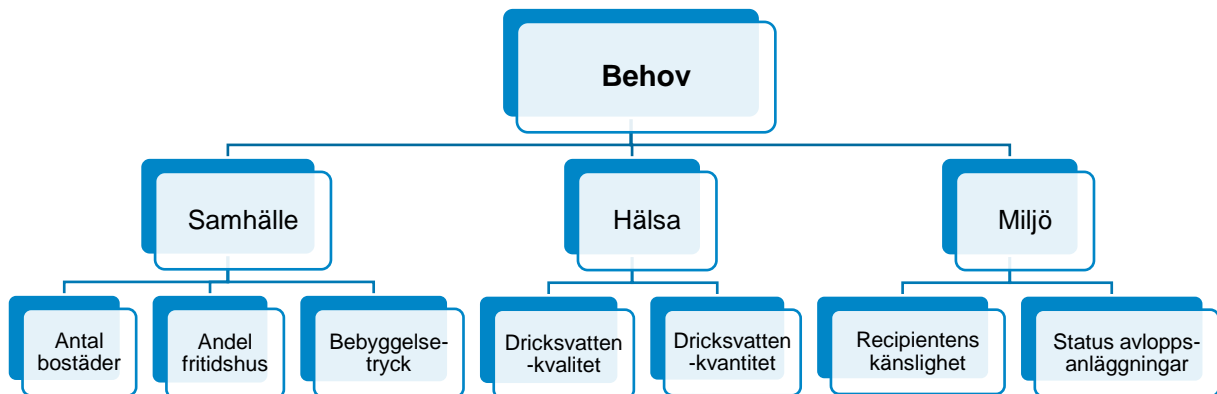 Behov
Samhälle
Hälsa
Miljö
Antal
bostäder
Andel
fritidshus
Bebyggelse-
tryck
Dricksvatten
-kvalitet
Dricksvatten
-kvantitet
Recipientens
känslighet
Status avlopps-
anläggningar